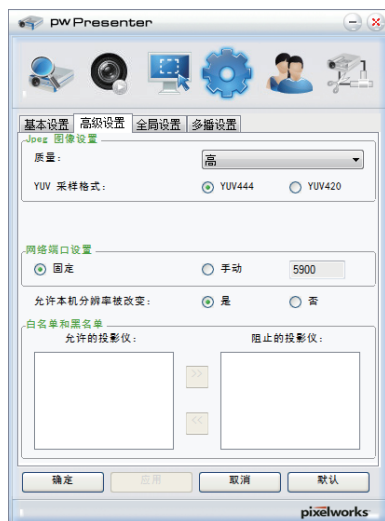 pwPresenter
基本设置 高级设置 全局设置 多播设置
Jpeg 图像设置
质量： 高
YUV 采样格式： YUV444 YUV420
网络端口设置
固定 手动 5900
允许本机分辨率被改变： 是 否
白名单和黑名单
允许的投影仪： 阻止的投影仪：
>>
<<
确定 应用 取消 默认
pixelworks